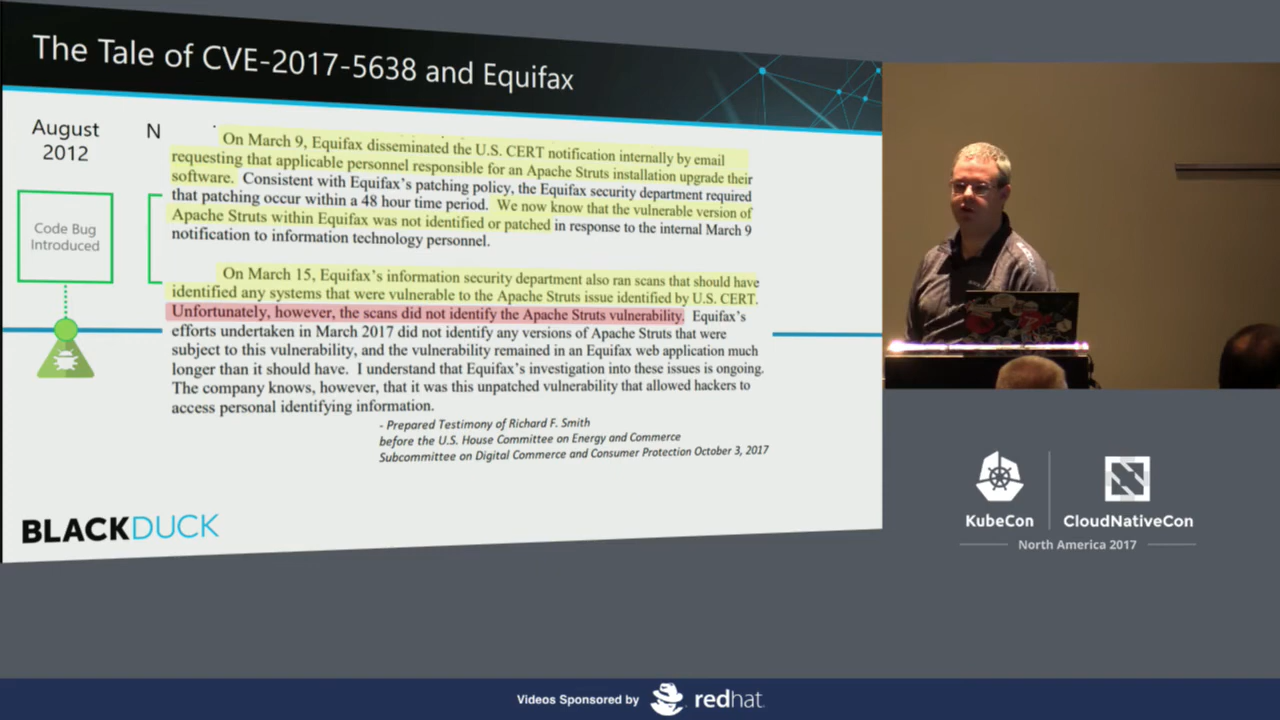 The Tale of CVE-2017-5638 and Equifax
August
2012
N
Code Bug
Introduced
On March 9, Equifax disseminated the U.S. CERT notification internally by email
requesting that applicable personnel responsible for an Apache Struts installation upgrade their
software. Consistent with Equifax's patching policy, the Equifax security department required
that patching occur within a 48 hour time period. We now know that the vulnerable version of
Apache Struts within Equifax was not identified or patched in response to the internal March 9
notification to information technology personnel.
On March 15, Equifax's information security department also ran scans that should have
identified any systems that were vulnerable to the Apache Struts issue identified by U.S. CERT.
Unfortunately, however, the scans did not identify the Apache Struts vulnerability. Equifax's
efforts undertaken in March 2017 did not identify any versions of Apache Struts that were
subject to this vulnerability, and the vulnerability remained in an Equifax web application much
longer than it should have. I understand that Equifax's investigation into these issues is ongoing.
The company knows, however, that it was this unpatched vulnerability that allowed hackers to
access personal identifying information.
- Prepared Testimony of Richard F. Smith
before the U.S. House Committee on Energy and Commerce
Subcommittee on Digital Commerce and Consumer Protection October 3, 2017
BLACKDUCK
KubeCon
CloudNativeCon
North America 2017
Videos Sponsored by
redhat